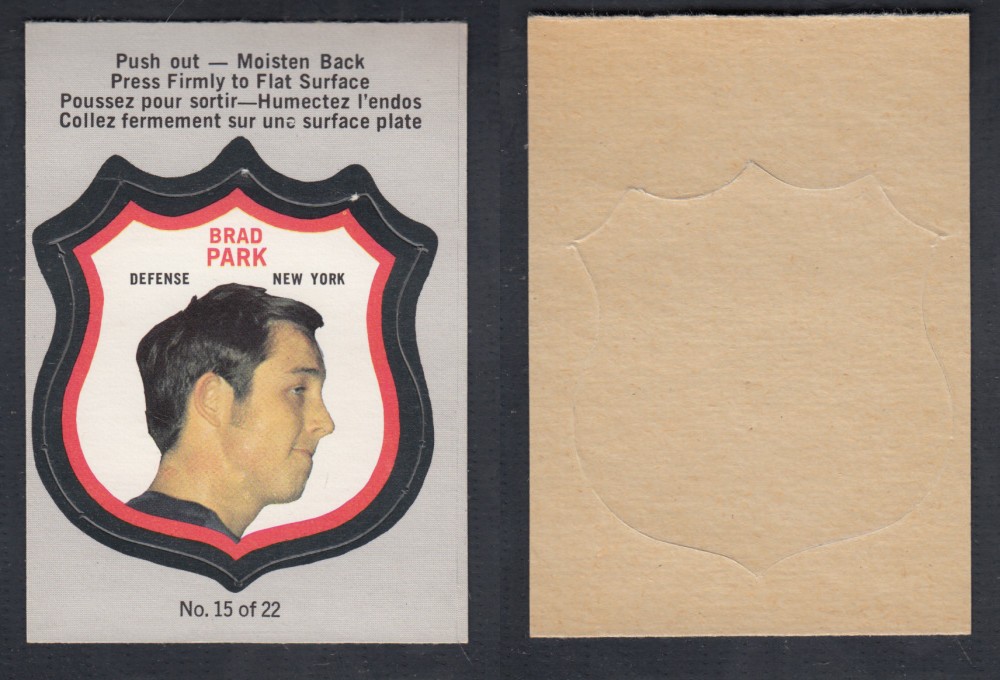 Push out — Moisten Back
Press Firmly to Flat Surface
Poussez pour sortir—Humectez l'endos
Collez fermement sur une surface plate
BRAD
PARK
DEFENSE NEW YORK
No. 15 of 22